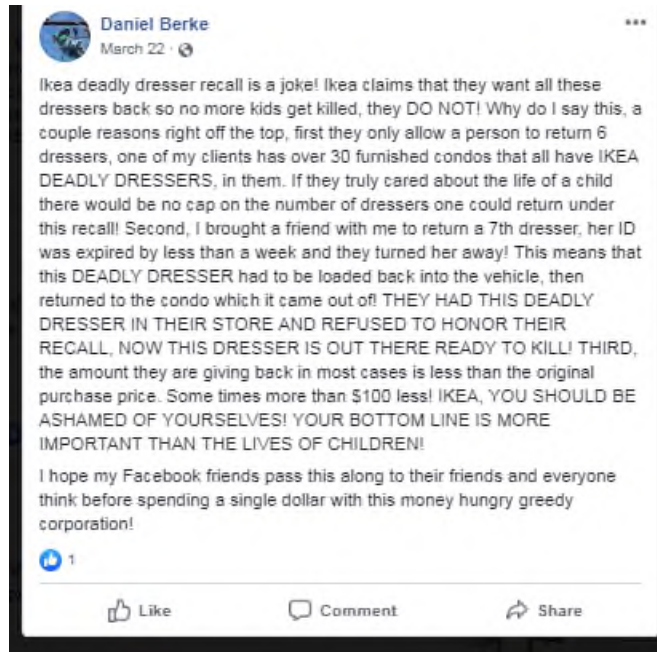 Daniel Berke
March 22 ·
Ikea deadly dresser recall is a joke! Ikea claims that they want all these
dressers back so no more kids get killed, they DO NOT! Why do I say this, a
couple reasons right off the top, first they only allow a person to return 6
dressers, one of my clients has over 30 furnished condos that all have IKEA
DEADLY DRESSERS, in them. If they truly cared about the life of a child
there would be no cap on the number of dressers one could return under
this recall! Second, I brought a friend with me to return a 7th dresser, her ID
was expired by less than a week and they turned her away! This means that
this DEADLY DRESSER had to be loaded back into the vehicle, then
returned to the condo which it came out of! THEY HAD THIS DEADLY
DRESSER IN THEIR STORE AND REFUSED TO HONOR THEIR
RECALL, NOW THIS DRESSER IS OUT THERE READY TO KILL! THIRD,
the amount they are giving back in most cases is less than the original
purchase price. Some times more than $100 less! IKEA, YOU SHOULD BE
ASHAMED OF YOURSELVES! YOUR BOTTOM LINE IS MORE
IMPORTANT THAN THE LIVES OF CHILDREN!
I hope my Facebook friends pass this along to their friends and everyone
think before spending a single dollar with this money hungry greedy
corporation!
1
Like Comment Share